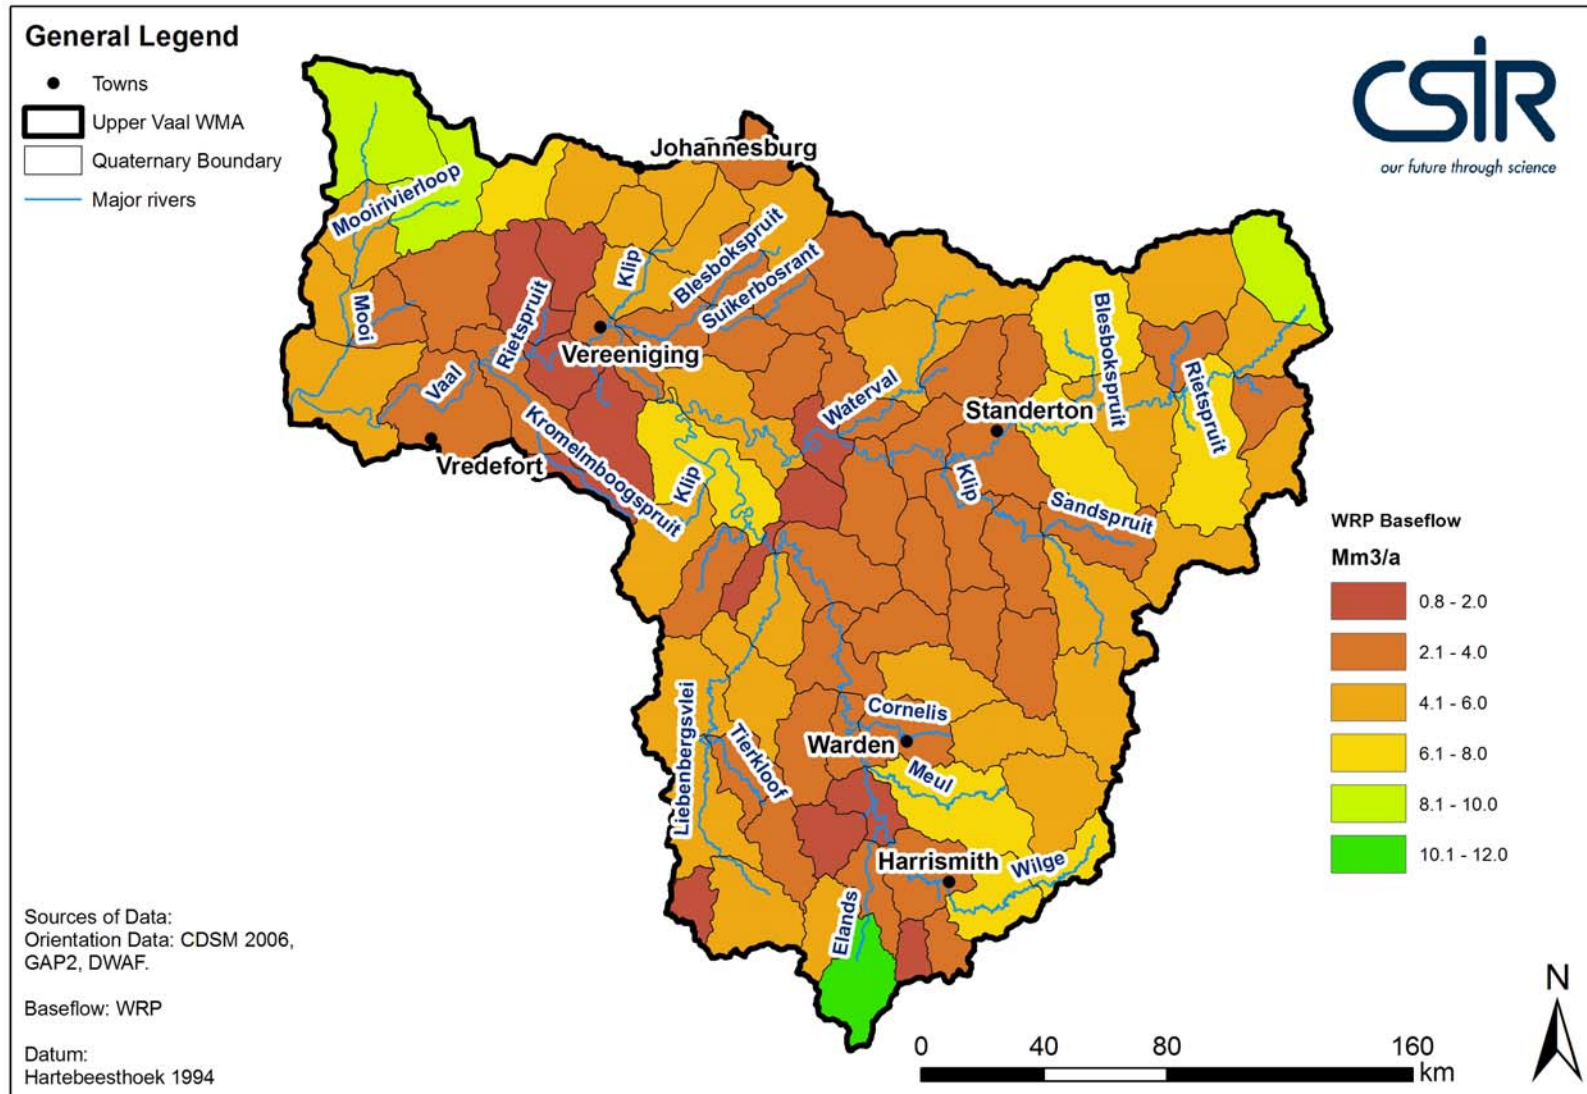 General Legend
Towns
Upper Vaal WMA
Quaternary Boundary
Major rivers
CSIR
our future through science
Johannesburg
Mooirivierloop
Klip
Blesbokspruit
Suikerbosrant
Mooi
Rietspruit
Vereeniging
Vaal
Waterval
Blesbokspruit
Standerton
Rietspruit
Kromelmboogspruit
Vredefort
Klip
Klip
Sandspruit
WRP Baseflow
Mm3/a
0.8 - 2.0
2.1 - 4.0
4.1 - 6.0
6.1 - 8.0
8.1 - 10.0
10.1 - 12.0
Cornelis
Warden
Liebenbergsvlei
Tierkloof
Meul
Harrismith
Wilge
Elands
Sources of Data:
Orientation Data: CDSM 2006,
GAP2, DWAF.
Baseflow: WRP
Datum:
Hartebeesthoek 1994
0 40 80 160
km
N